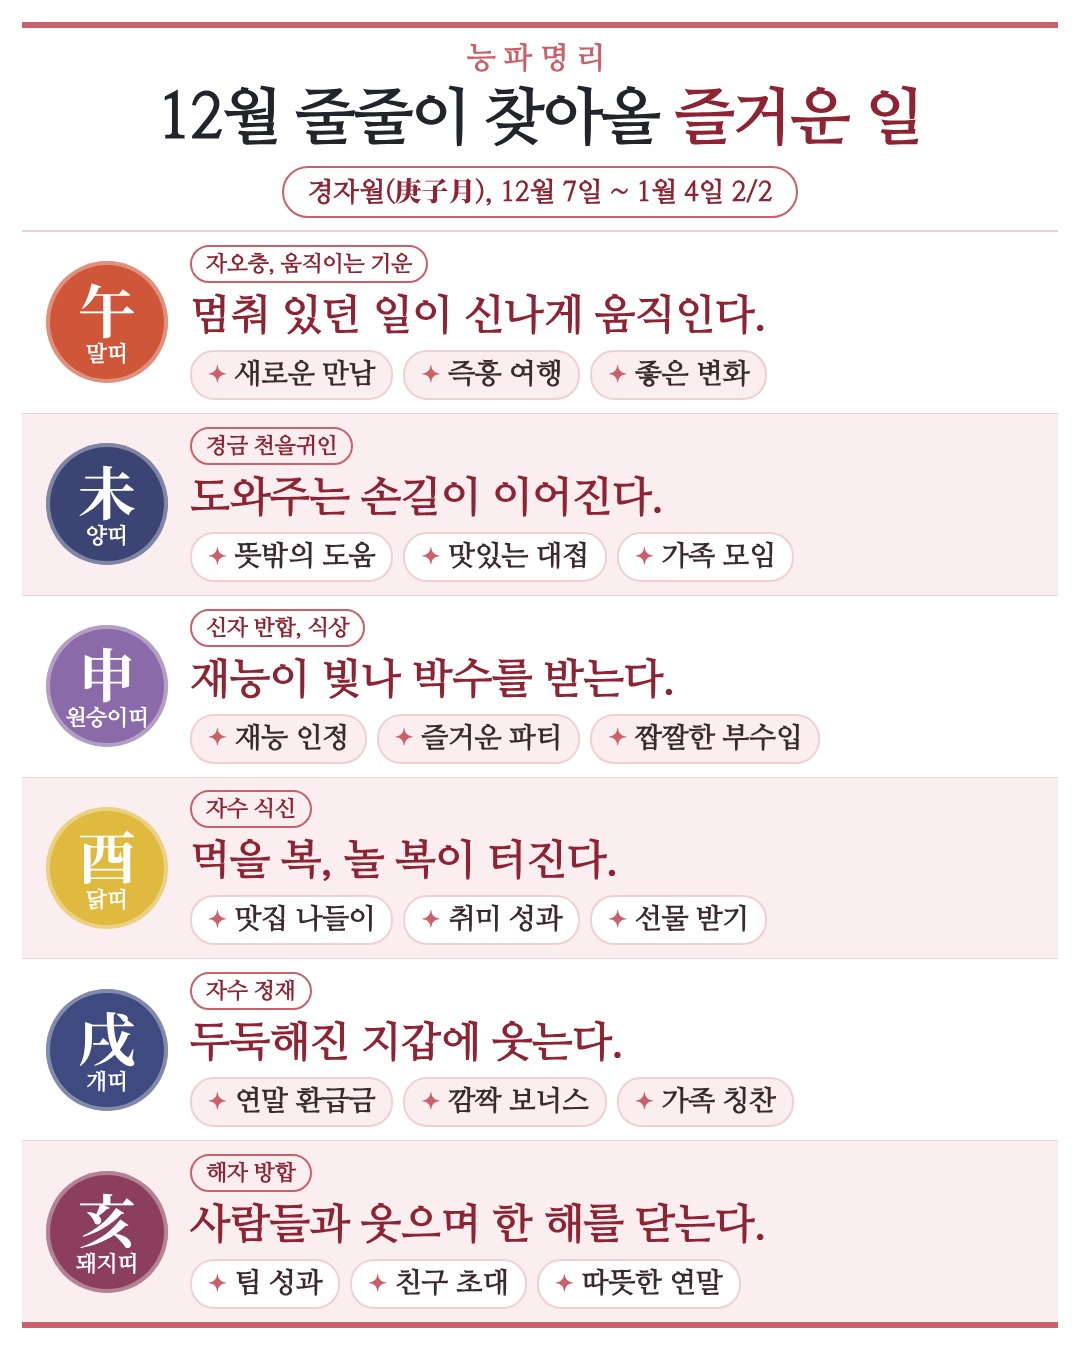 능파명리
12월 줄줄이 찾아올 즐거운 일
경자월(庚子月), 12월 7일 ~ 1월 4일 2/2
午
말띠
자오충, 움직이는 기운
멈춰 있던 일이 신나게 움직인다.
✦ 새로운 만남 ✦ 즉흥 여행 ✦ 좋은 변화
未
양띠
경금 천을귀인
도와주는 손길이 이어진다.
✦ 뜻밖의 도움 ✦ 맛있는 대접 ✦ 가족 모임
申
원숭이띠
신자 반합, 식상
재능이 빛나 박수를 받는다.
✦ 재능 인정 ✦ 즐거운 파티 ✦ 짭짤한 부수입
酉
닭띠
자수 식신
먹을 복, 놀 복이 터진다.
✦ 맛집 나들이 ✦ 취미 성과 ✦ 선물 받기
戌
개띠
자수 정재
두둑해진 지갑에 웃는다.
✦ 연말 환급금 ✦ 깜짝 보너스 ✦ 가족 칭찬
亥
돼지띠
해자 방합
사람들과 웃으며 한 해를 닫는다.
✦ 팀 성과 ✦ 친구 초대 ✦ 따뜻한 연말